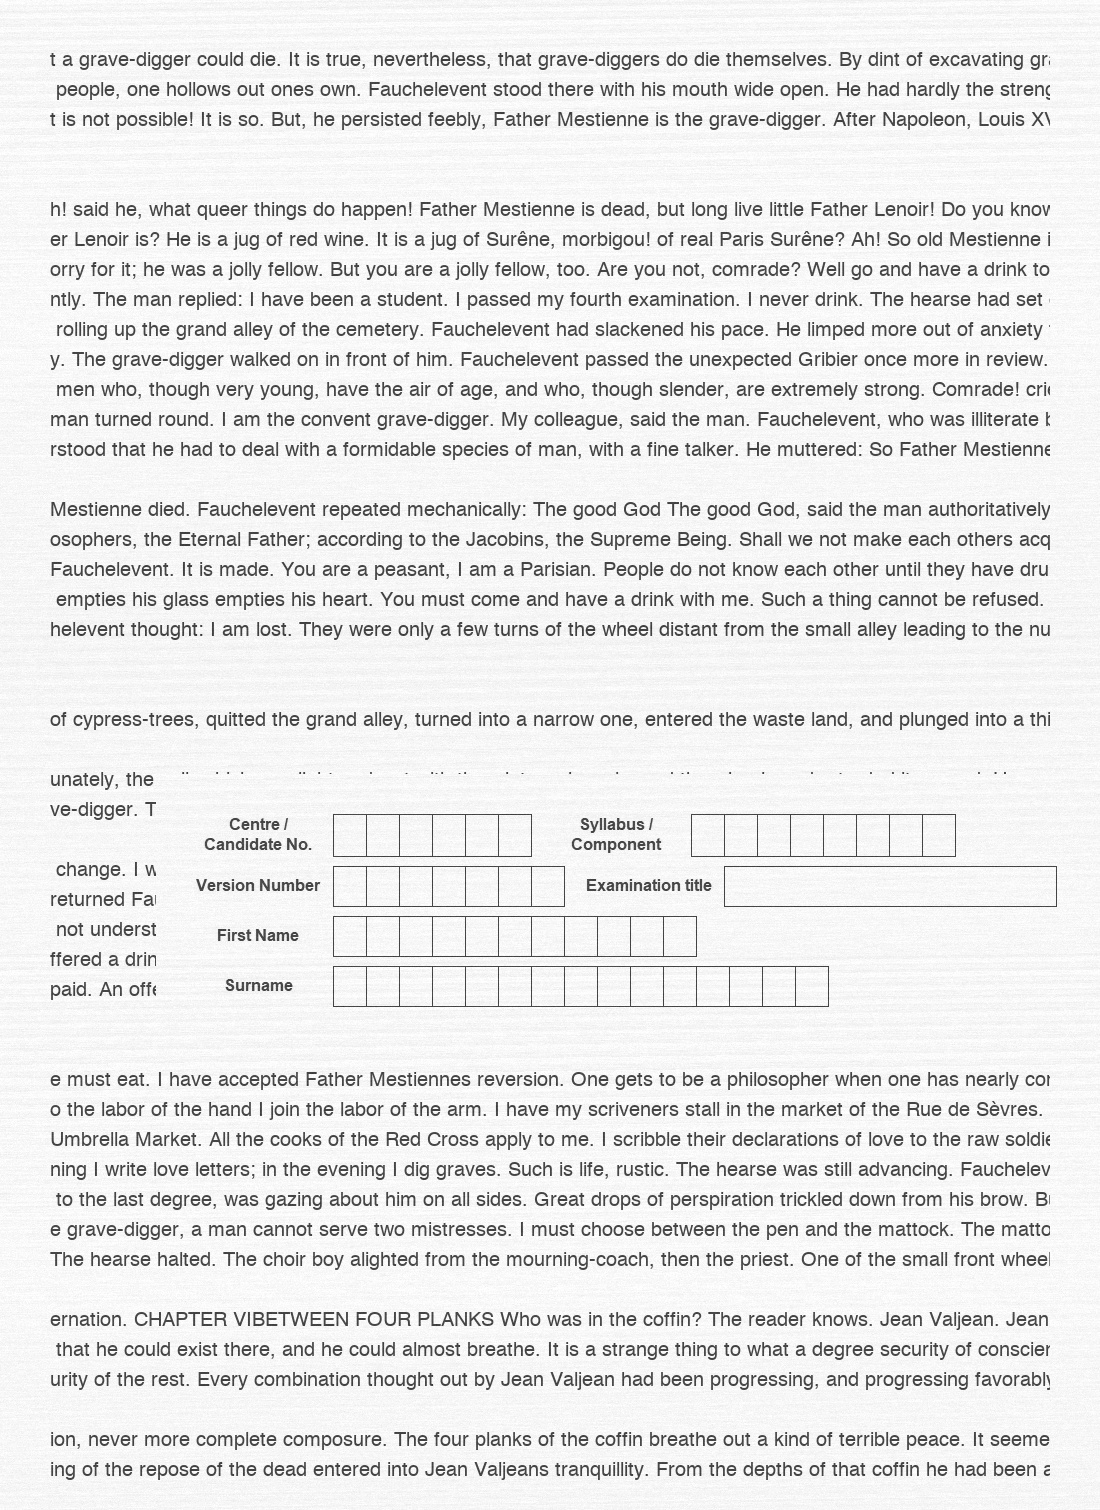 t a grave-digger could die. It is true, nevertheless, that grave-diggers do die themselves. By dint of excavating
people, one hollows out ones own. Fauchelevent stood there with his mouth wide open. He had hardly the
t is not possible! It is so. But, he persisted feebly, Father Mestienne is the grave-digger. After Napoleon, Louis
h! said he, what queer things do happen! Father Mestienne is dead, but long live little Father Lenoir! Do you know
er Lenoir is? He is a jug of red wine. It is a jug of Surêne, morbigou! of real Paris Surêne? Ah! So old Mestienne i
orry for it; he was a jolly fellow. But you are a jolly fellow, too. Are you not, comrade? Well go and have a drink to
ntly. The man replied: I have been a student. I passed my fourth examination. I never drink. The hearse had set
rolling up the grand alley of the cemetery. Fauchelevent had slackened his pace. He limped more out of anxiety
y. The grave-digger walked on in front of him. Fauchelevent passed the unexpected Gribier once more in review.
men who, though very young, have the air of age, and who, though slender, are extremely strong. Comrade!
man turned round. I am the convent grave-digger. My colleague, said the man. Fauchelevent, who was illiterate
rstood that he had to deal with a formidable species of man, with a fine talker. He muttered: So Father Mestienne
Mestienne died. Fauchelevent repeated mechanically: The good God The good God, said the man authoritatively
osophers, the Eternal Father; according to the Jacobins, the Supreme Being. Shall we not make each others acq
Fauchelevent. It is made. You are a peasant, I am a Parisian. People do not know each other until they have dru
empties his glass empties his heart. You must come and have a drink with me. Such a thing cannot be refused.
helevent thought: I am lost. They were only a few turns of the wheel distant from the small alley leading to the nu
of cypress-trees, quitted the grand alley, turned into a narrow one, entered the waste land, and plunged into a thi
unately, the
ve-digger. T
Centre /
Candidate No.
Syllabus /
Component
change. I w
Version Number
Examination title
returned
not underst
First Name
ffered a drin
Surname
paid. An
e must eat. I have accepted Father Mestiennes reversion. One gets to be a philosopher when one has nearly
o the labor of the hand I join the labor of the arm. I have my scriveners stall in the market of the Rue de Sèvres.
Umbrella Market. All the cooks of the Red Cross apply to me. I scribble their declarations of love to the raw
ning I write love letters; in the evening I dig graves. Such is life, rustic. The hearse was still advancing. Fauchelev
to the last degree, was gazing about him on all sides. Great drops of perspiration trickled down from his brow.
e grave-digger, a man cannot serve two mistresses. I must choose between the pen and the mattock. The matto
The hearse halted. The choir boy alighted from the mourning-coach, then the priest. One of the small front wheel
ernation. CHAPTER VIBETWEEN FOUR PLANKS Who was in the coffin? The reader knows. Jean Valjean. Jean
that he could exist there, and he could almost breathe. It is a strange thing to what a degree security of
urity of the rest. Every combination thought out by Jean Valjean had been progressing, and progressing favorably
ion, never more complete composure. The four planks of the coffin breathe out a kind of terrible peace. It seeme
ing of the repose of the dead entered into Jean Valjeans tranquillity. From the depths of that coffin he had been a